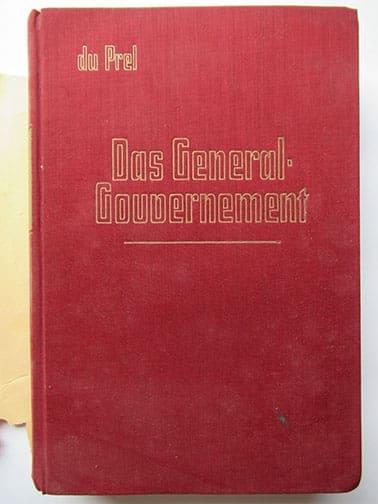 du Prel
Das General-
Gouvernement